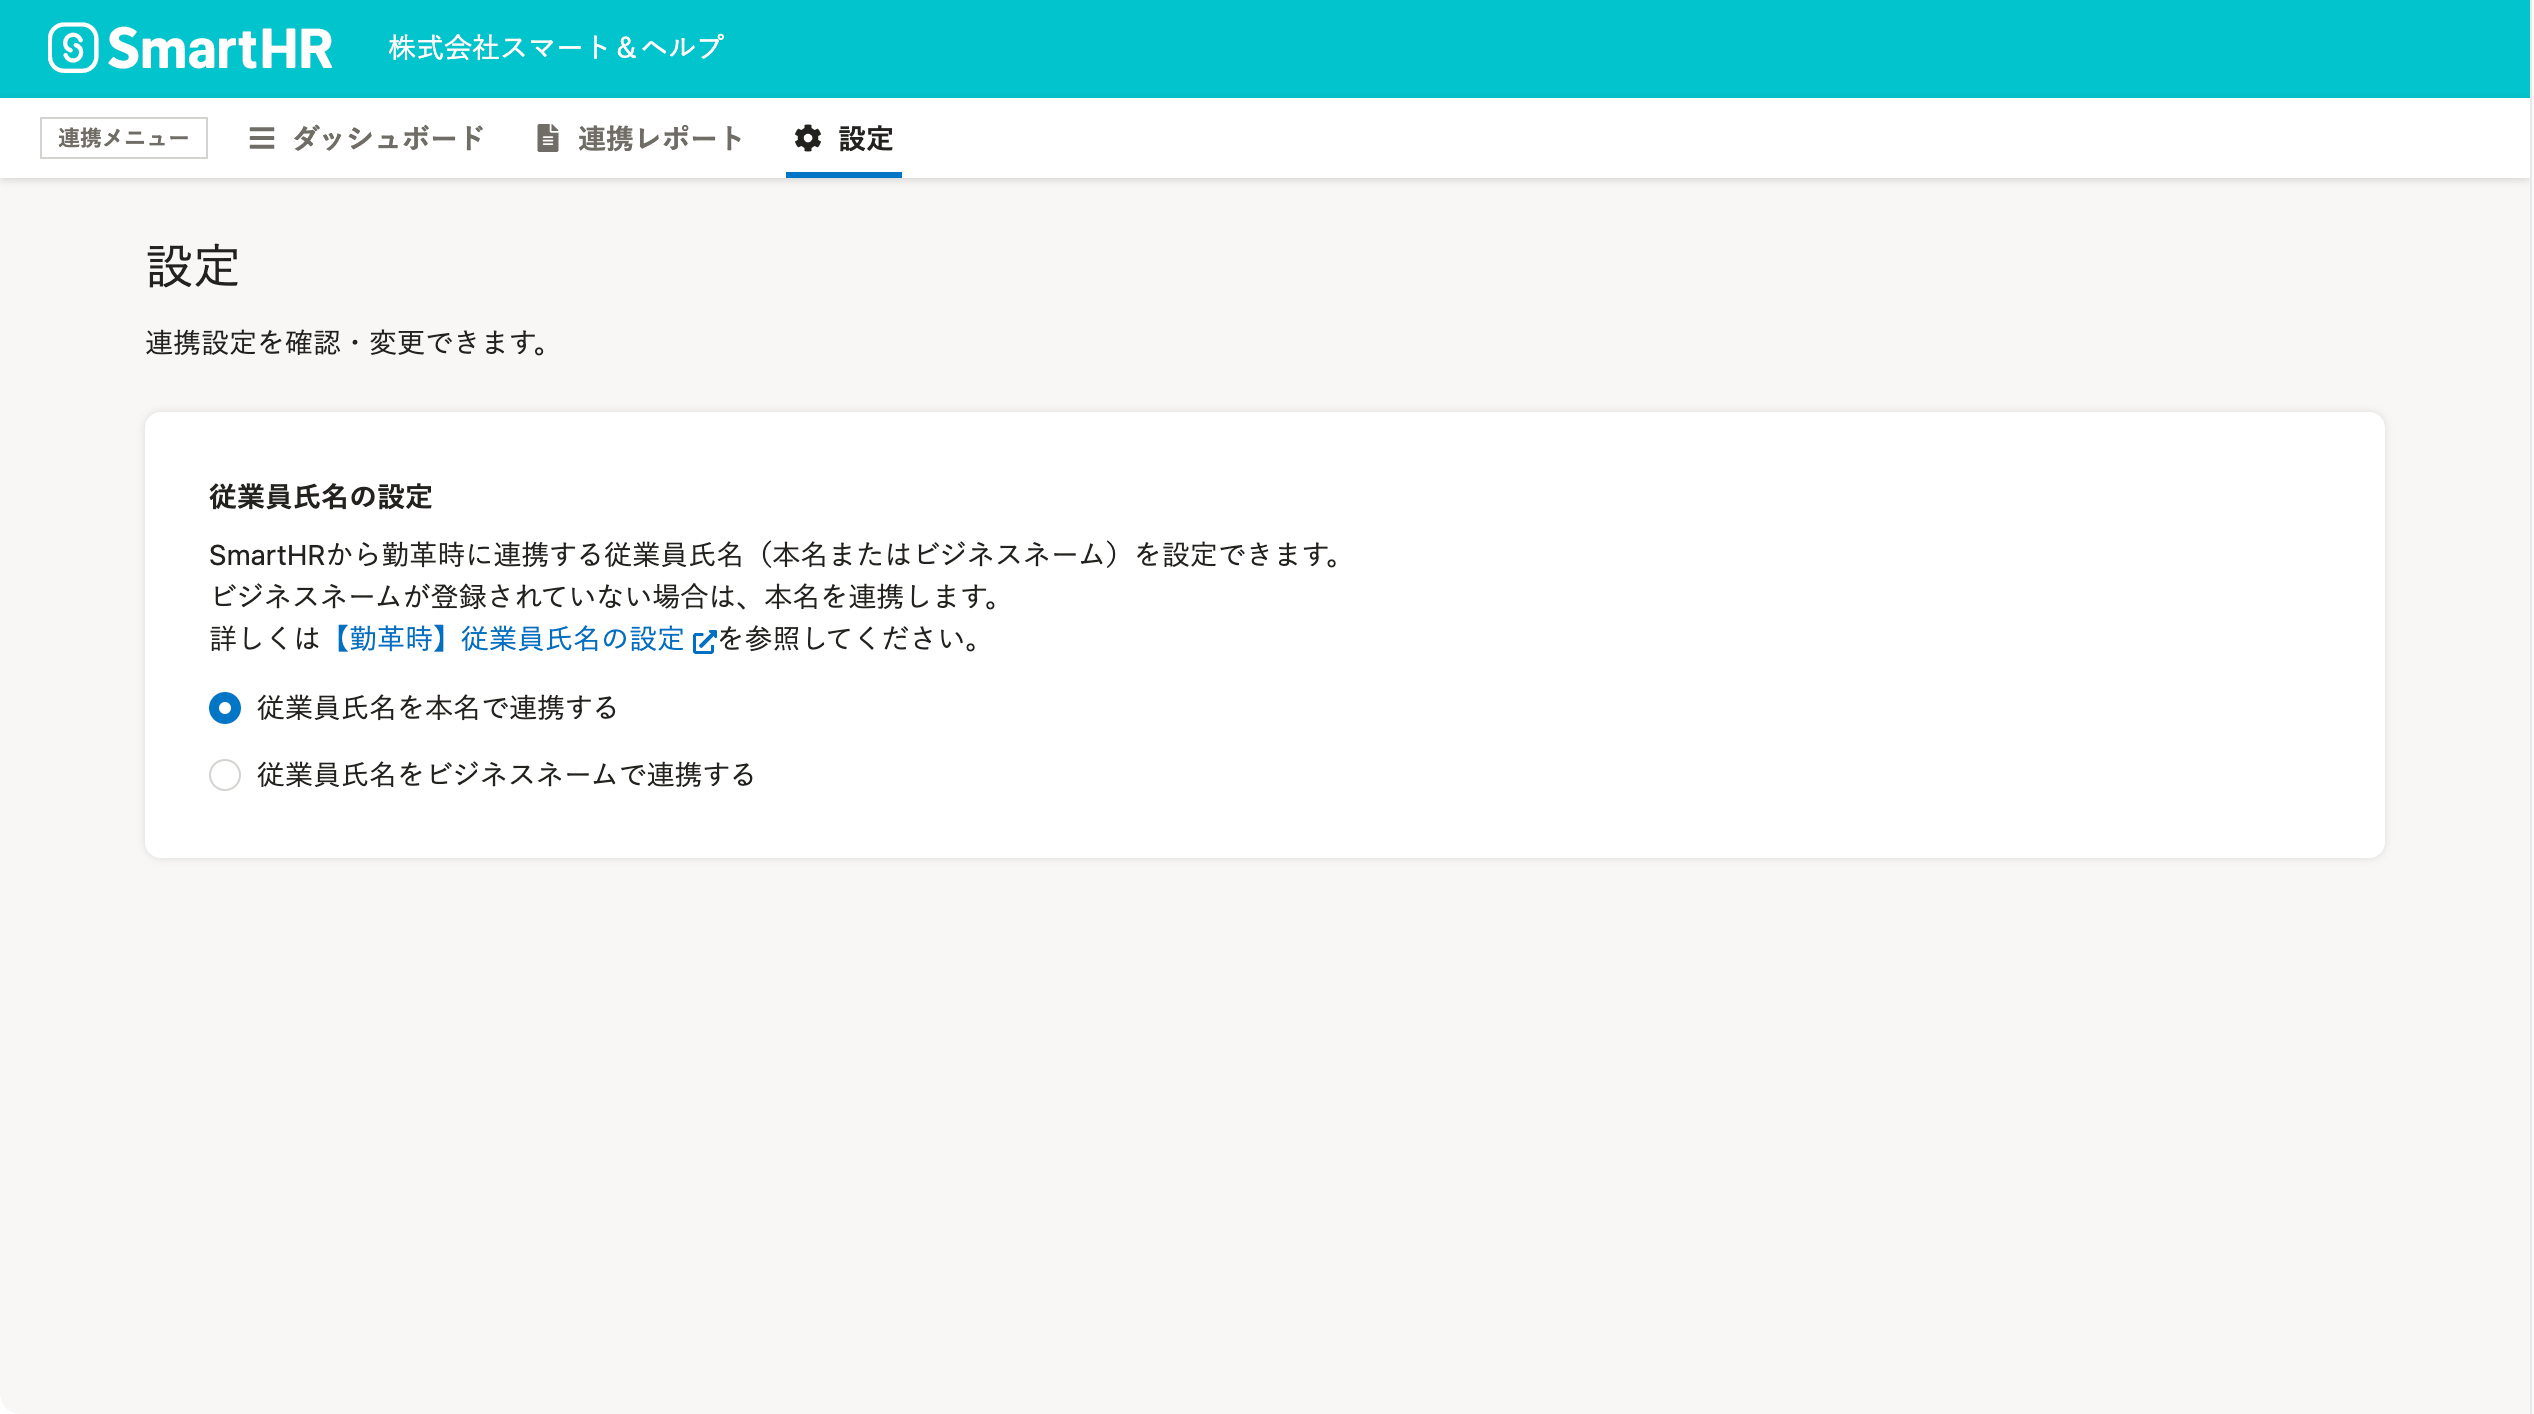 SmartHR 株式会社スマート＆ヘルプ
連携メニュー ダッシュボード 連携レポート 設定
設定
連携設定を確認・変更できます。
従業員氏名の設定
SmartHRから勤革時に連携する従業員氏名（本名またはビジネスネーム）を設定できます。
ビジネスネームが登録されていない場合は、本名を連携します。
詳しくは【勤革時】従業員氏名の設定を参照してください。
従業員氏名を本名で連携する
従業員氏名をビジネスネームで連携する